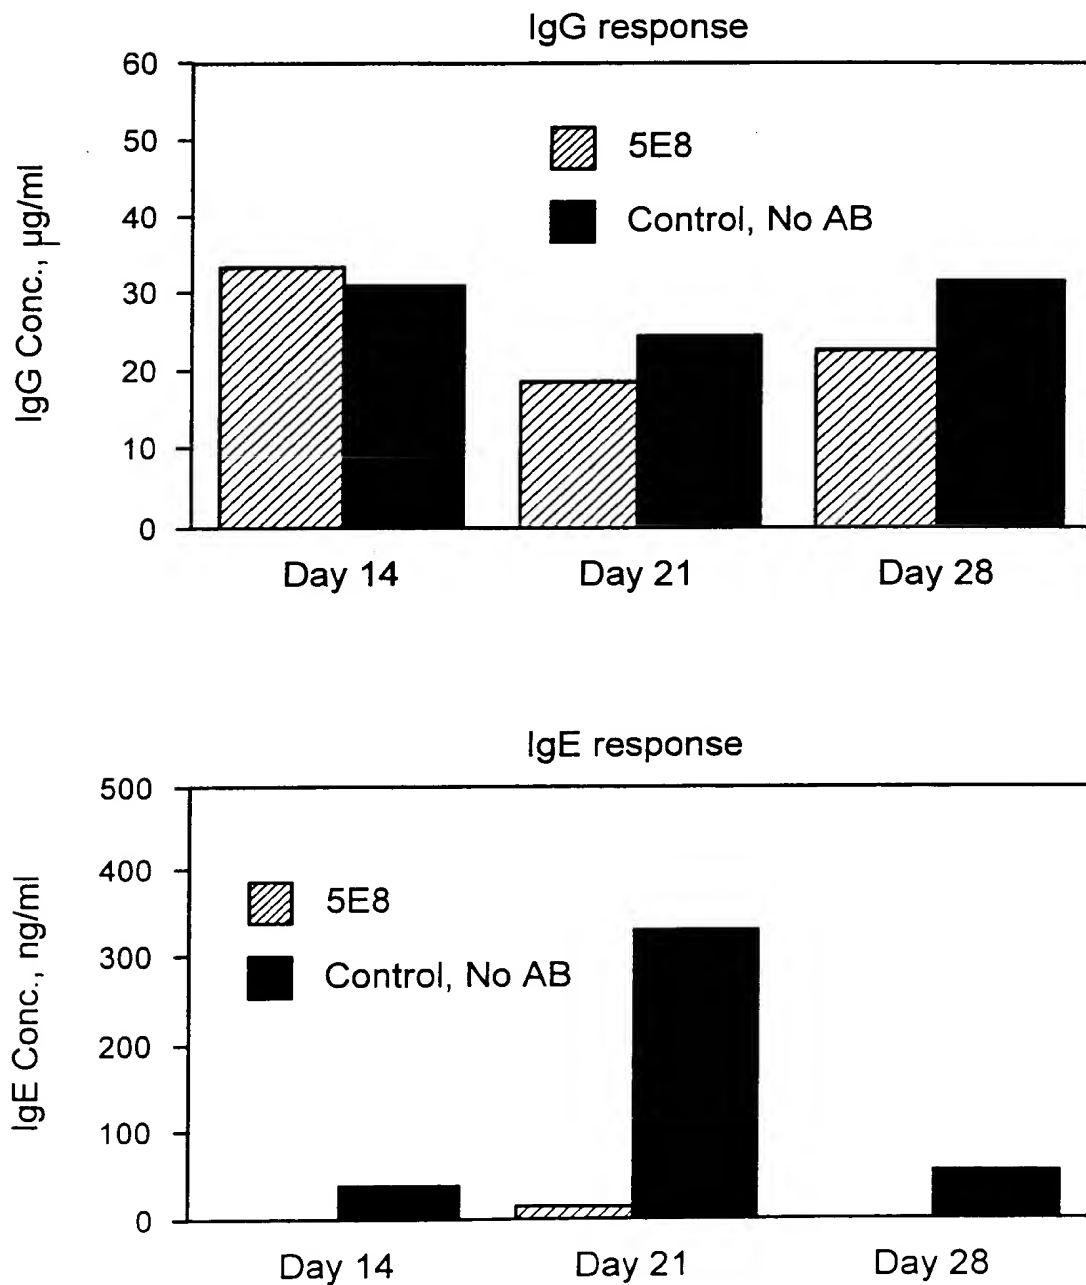 IgG response
60
50
40
30
20
10
0
IgG Conc., µg/ml
5E8
Control, No AB
Day 14
Day 21
Day 28
IgE response
500
400
300
200
100
0
IgE Conc., ng/ml
5E8
Control, No AB
Day 14
Day 21
Day 28